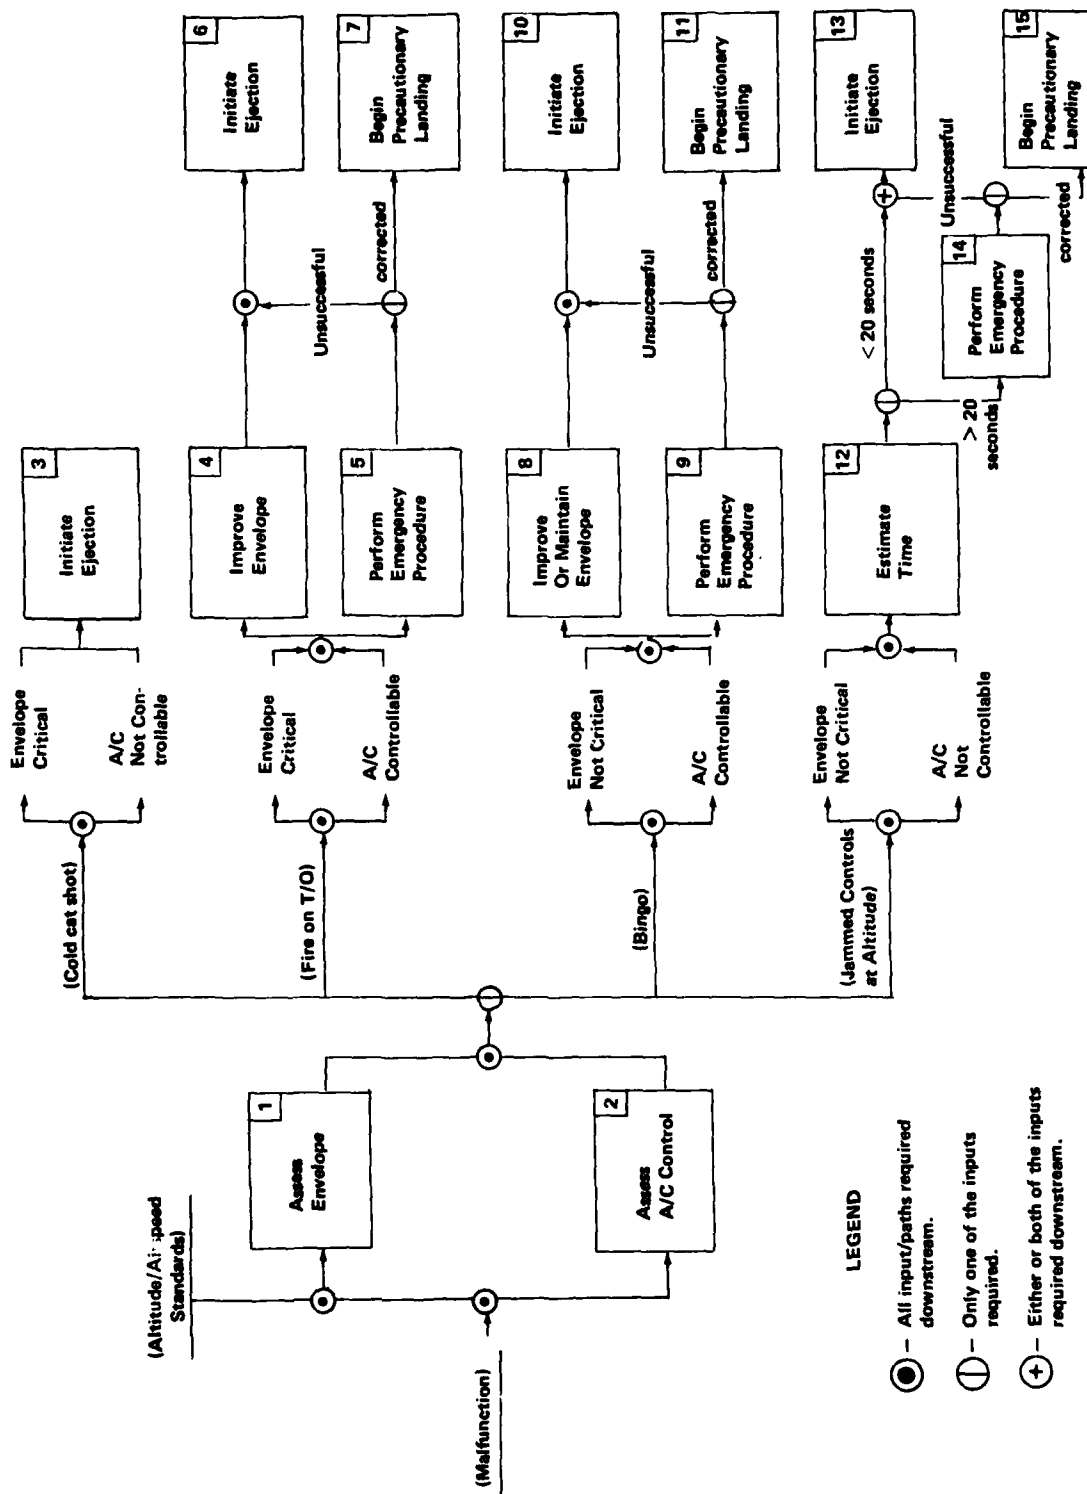 (Altitude/Airspeed
Standards)
(Malfunction)
1
Assess
Envelope
2
Assess
A/C Control
(Cold cat shot)
(Fire on T/O)
(Bingo)
(Jammed Controls
at Altitude)
Envelope
Critical
A/C
Not Con-
trollable
3
Initiate
Ejection
Envelope
Critical
A/C
Controllable
4
Improve
Envelope
5
Perform
Emergency
Procedure
Unsuccessful
corrected
6
Initiate
Ejection
7
Begin
Precautionary
Landing
Envelope
Not Critical
A/C
Controllable
8
Improve
Or Maintain
Envelope
9
Perform
Emergency
Procedure
Unsuccessful
corrected
10
Initiate
Ejection
11
Begin
Precautionary
Landing
Envelope
Not Critical
A/C
Not
Controllable
12
Estimate
Time
< 20 seconds
> 20
seconds
13
Initiate
Ejection
14
Perform
Emergency
Procedure
Unsuccessful
corrected
15
Begin
Precautionary
Landing
LEGEND
– All input/paths required
downstream.
– Only one of the inputs
required.
– Either or both of the inputs
required downstream.